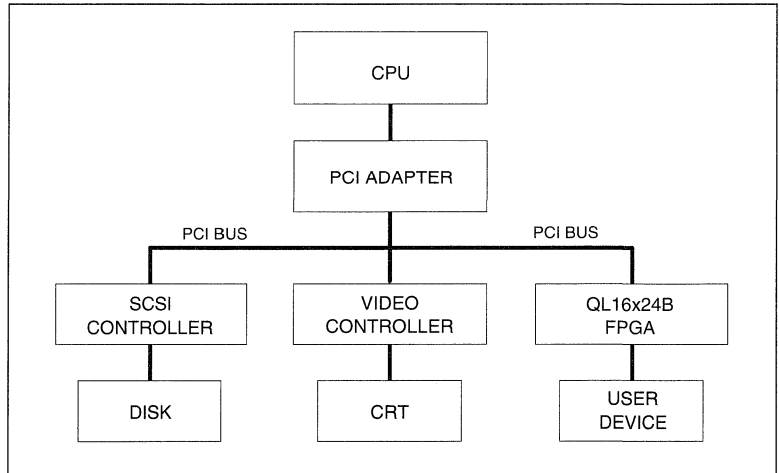 CPU
PCI ADAPTER
PCI BUS
PCI BUS
SCSI
CONTROLLER
VIDEO
CONTROLLER
QL16x24B
FPGA
DISK
CRT
USER
DEVICE